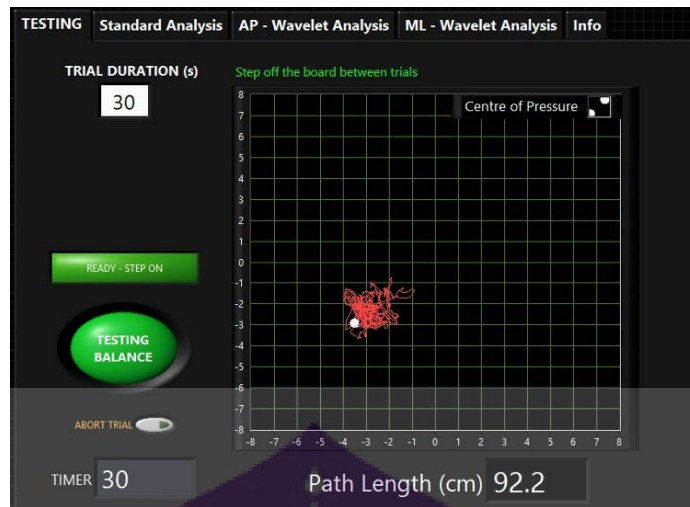 TESTING Standard Analysis AP - Wavelet Analysis ML - Wavelet Analysis Info
TRIAL DURATION (s)
30
Step off the board between trials
Centre of Pressure
8
7
6
5
4
3
2
1
0
-1
-2
-3
-4
-5
-6
-7
-8
-8 -7 -6 -5 -4 -3 -2 -1 0 1 2 3 4 5 6 7 8
READY - STEP ON
TESTING
BALANCE
ABORT TRIAL
TIMER 30
Path Length (cm) 92.2